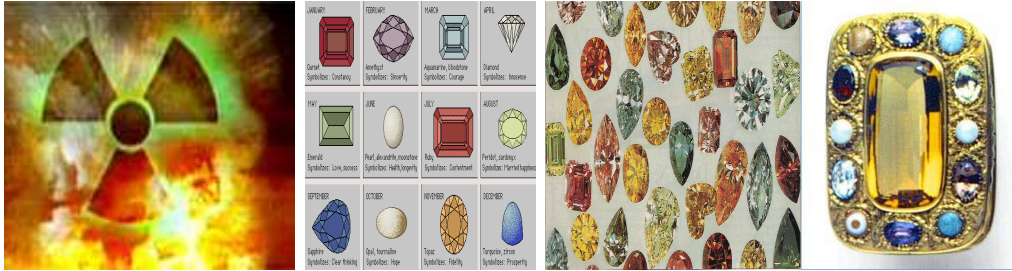 JANUARY
Garnet
Symbolizes: Constancy
FEBRUARY
Amethyst
Symbolizes: Sincerity
MARCH
Aquamarine, bloodstone
Symbolizes: Courage
APRIL
Diamond
Symbolizes: Innocence
MAY
Emerald
Symbolizes: Love, success
JUNE
Pearl, alexandrite, moonstone
Symbolizes: Health, longevity
JULY
Ruby
Symbolizes: Contentment
AUGUST
Peridot, sardonyx
Symbolizes: Married happiness
SEPTEMBER
Sapphire
Symbolizes: Clear thinking
OCTOBER
Opal, tourmaline
Symbolizes: Hope
NOVEMBER
Topaz
Symbolizes: Fidelity
DECEMBER
Turquoise, zircon
Symbolizes: Prosperity